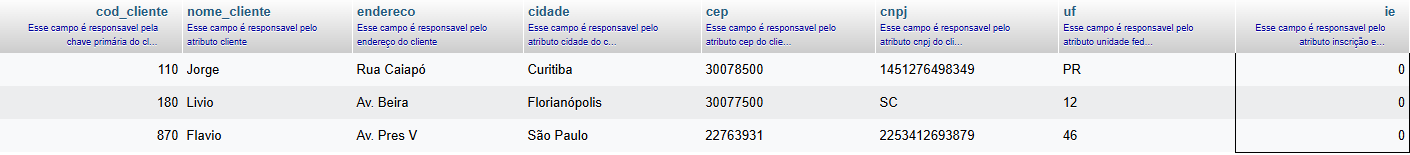 cod_cliente nome_cliente endereco cidade cep cnpj uf ie
Esse campo é responsavel pela Esse campo é responsavel pelo Esse campo é responsavel pelo Esse campo é responsavel pelo Esse campo é responsavel pelo Esse campo é responsavel pelo Esse campo é responsavel pelo Esse campo é responsavel pelo
chave primária do cl... atributo cliente endereço do cliente atributo cidade do c... atributo cep do clie... atributo cnpj do cli... atributo unidade fed... atributo inscrição e...
110 Jorge Rua Caiapó Curitiba 30078500 1451276498349 PR 0
180 Livio Av. Beira Florianópolis 30077500 SC 12 0
870 Flavio Av. Pres V São Paulo 22763931 2253412693879 46 0